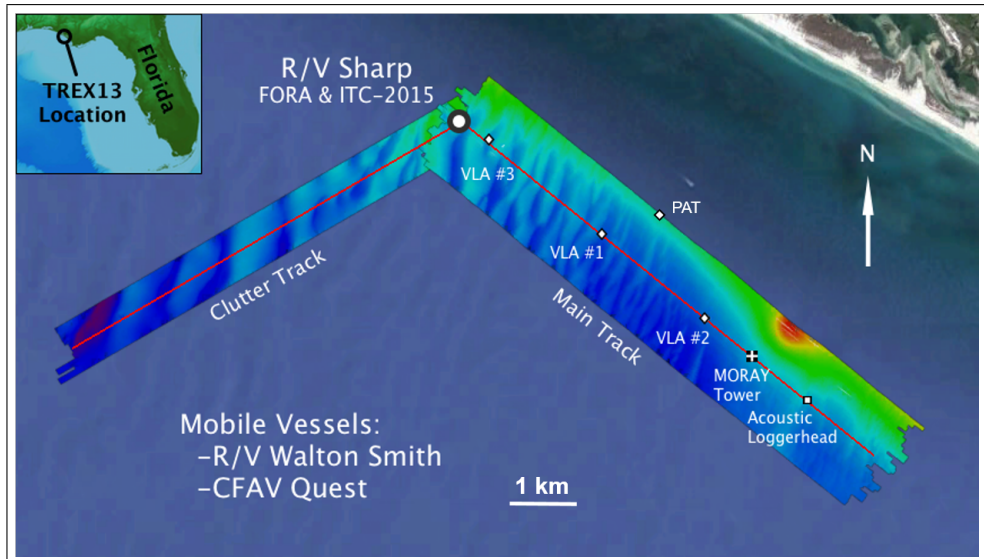 Florida
TREX13
Location
R/V Sharp
FORA & ITC-2015
N
VLA #3
PAT
VLA #1
Clutter Track
Main Track
VLA #2
MORAY
Tower
Acoustic
Loggerhead
Mobile Vessels:
–R/V Walton Smith
–CFAV Quest
1 km